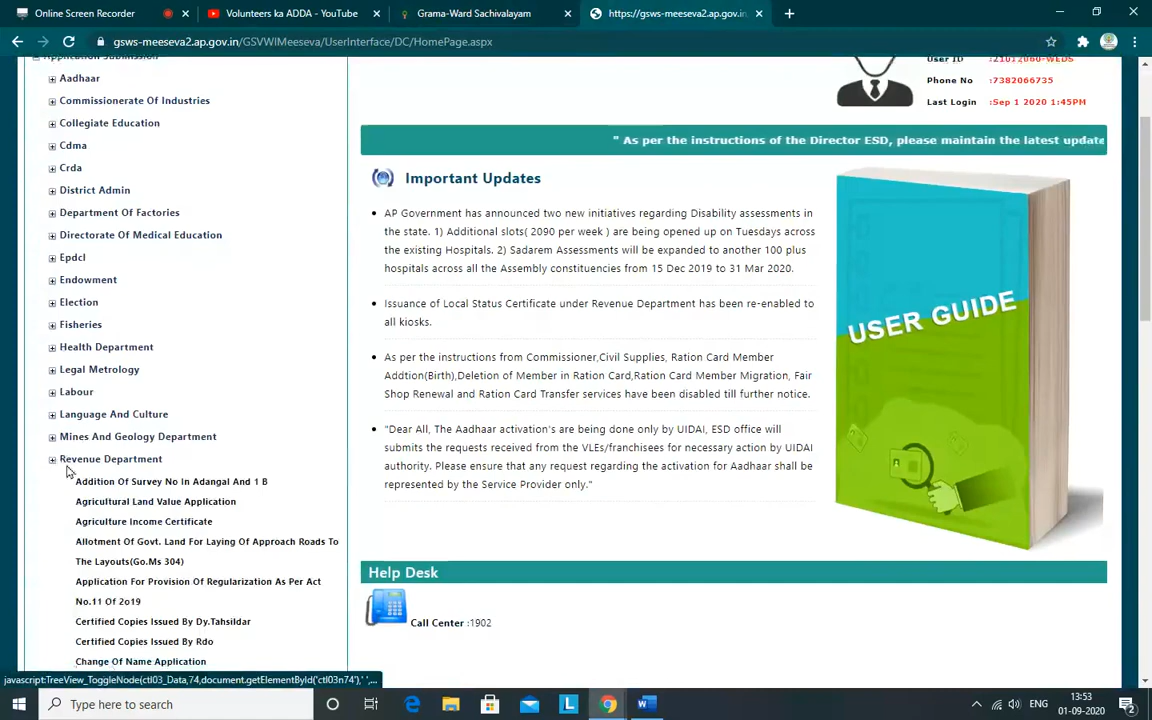 Online Screen Recorder
Volunteers ka ADDA - YouTube
Grama-Ward Sachivalayam
https://gsws-meeseva2.ap.gov.in
gsws-meeseva2.ap.gov.in/GSVWIMeeseva/UserInterface/DC/HomePage.aspx
Application Submission
Aadhaar
Commissionerate Of Industries
Collegiate Education
Cdma
Crda
District Admin
Department Of Factories
Directorate Of Medical Education
Epdcl
Endowment
Election
Fisheries
Health Department
Legal Metrology
Labour
Language And Culture
Mines And Geology Department
Revenue Department
Addition Of Survey No In Adangal And 1 B
Agricultural Land Value Application
Agriculture Income Certificate
Allotment Of Govt. Land For Laying Of Approach Roads To
The Layouts(Go.Ms 304)
Application For Provision Of Regularization As Per Act
No.11 Of 2o19
Certified Copies Issued By Dy.Tahsildar
Certified Copies Issued By Rdo
Change Of Name Application
User ID
Phone No :7382066735
Last Login :Sep 1 2020 1:45PM
" As per the instructions of the Director ESD, please maintain the latest update
Important Updates
AP Government has announced two new initiatives regarding Disability assessments in
the state. 1) Additional slots( 2090 per week ) are being opened up on Tuesdays across
the existing Hospitals. 2) Sadarem Assessments will be expanded to another 100 plus
hospitals across all the Assembly constituencies from 15 Dec 2019 to 31 Mar 2020.
Issuance of Local Status Certificate under Revenue Department has been re-enabled to
all kiosks.
As per the instructions from Commissioner,Civil Supplies, Ration Card Member
Addtion(Birth),Deletion of Member in Ration Card,Ration Card Member Migration, Fair
Shop Renewal and Ration Card Transfer services have been disabled till further notice.
"Dear All, The Aadhaar activation's are being done only by UIDAI, ESD office will
submits the requests received from the VLEs/franchisees for necessary action by UIDAI
authority. Please ensure that any request regarding the activation for Aadhaar shall be
represented by the Service Provider only."
USER GUIDE
Help Desk
Call Center :1902
javascript:TreeView_ToggleNode(ctl03_Data,74,document.getElementById('ctl03n74'),' ',...
Type here to search
ENG
13:53
01-09-2020
2